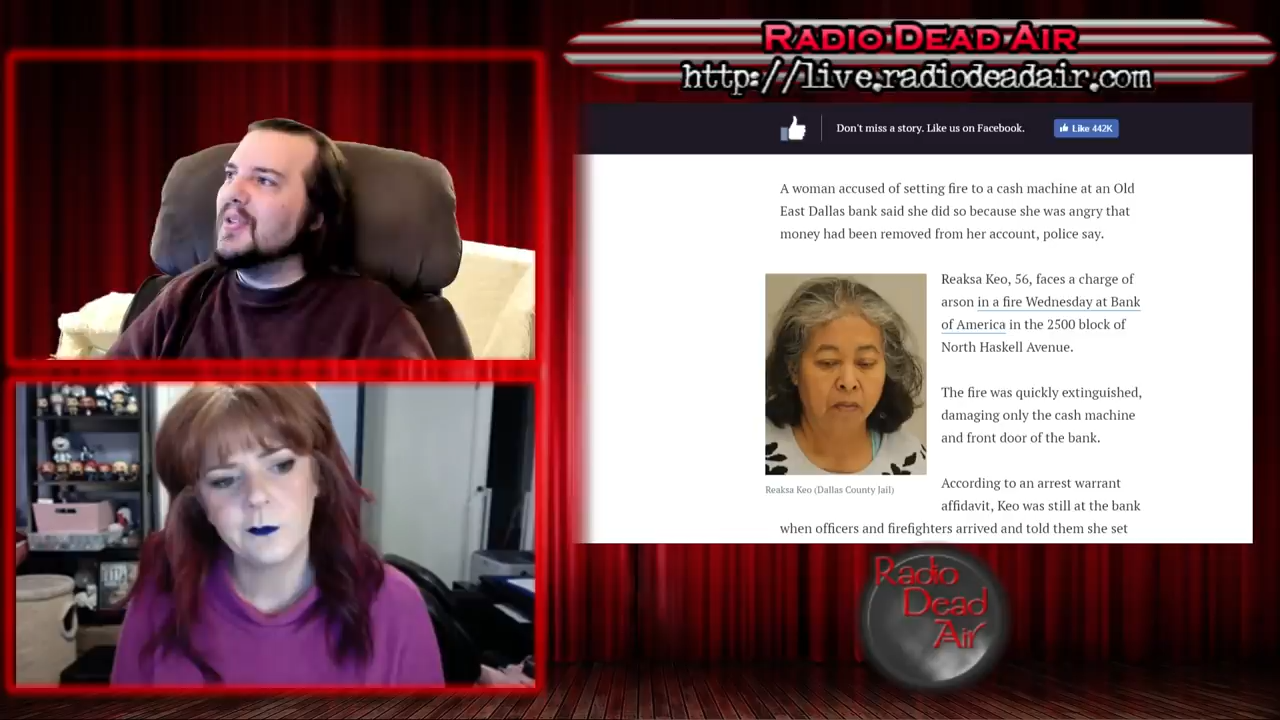 Radio Dead Air
http://live.radiodeadair.com
Don't miss a story. Like us on Facebook.
Like 442K
A woman accused of setting fire to a cash machine at an Old
East Dallas bank said she did so because she was angry that
money had been removed from her account, police say.
Reaksa Keo, 56, faces a charge of
arson in a fire Wednesday at Bank
of America in the 2500 block of
North Haskell Avenue.
The fire was quickly extinguished,
damaging only the cash machine
and front door of the bank.
Reaksa Keo (Dallas County Jail)
According to an arrest warrant
affidavit, Keo was still at the bank
when officers and firefighters arrived and told them she set
Radio
Dead
Air